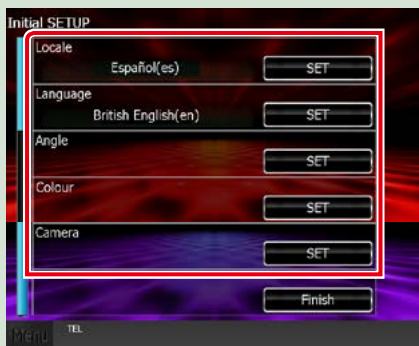 Initial SETUP
Locale
Español(es) SET
Language
British English(en) SET
Angle
SET
Colour
SET
Camera
SET
Finish
Menu TEL